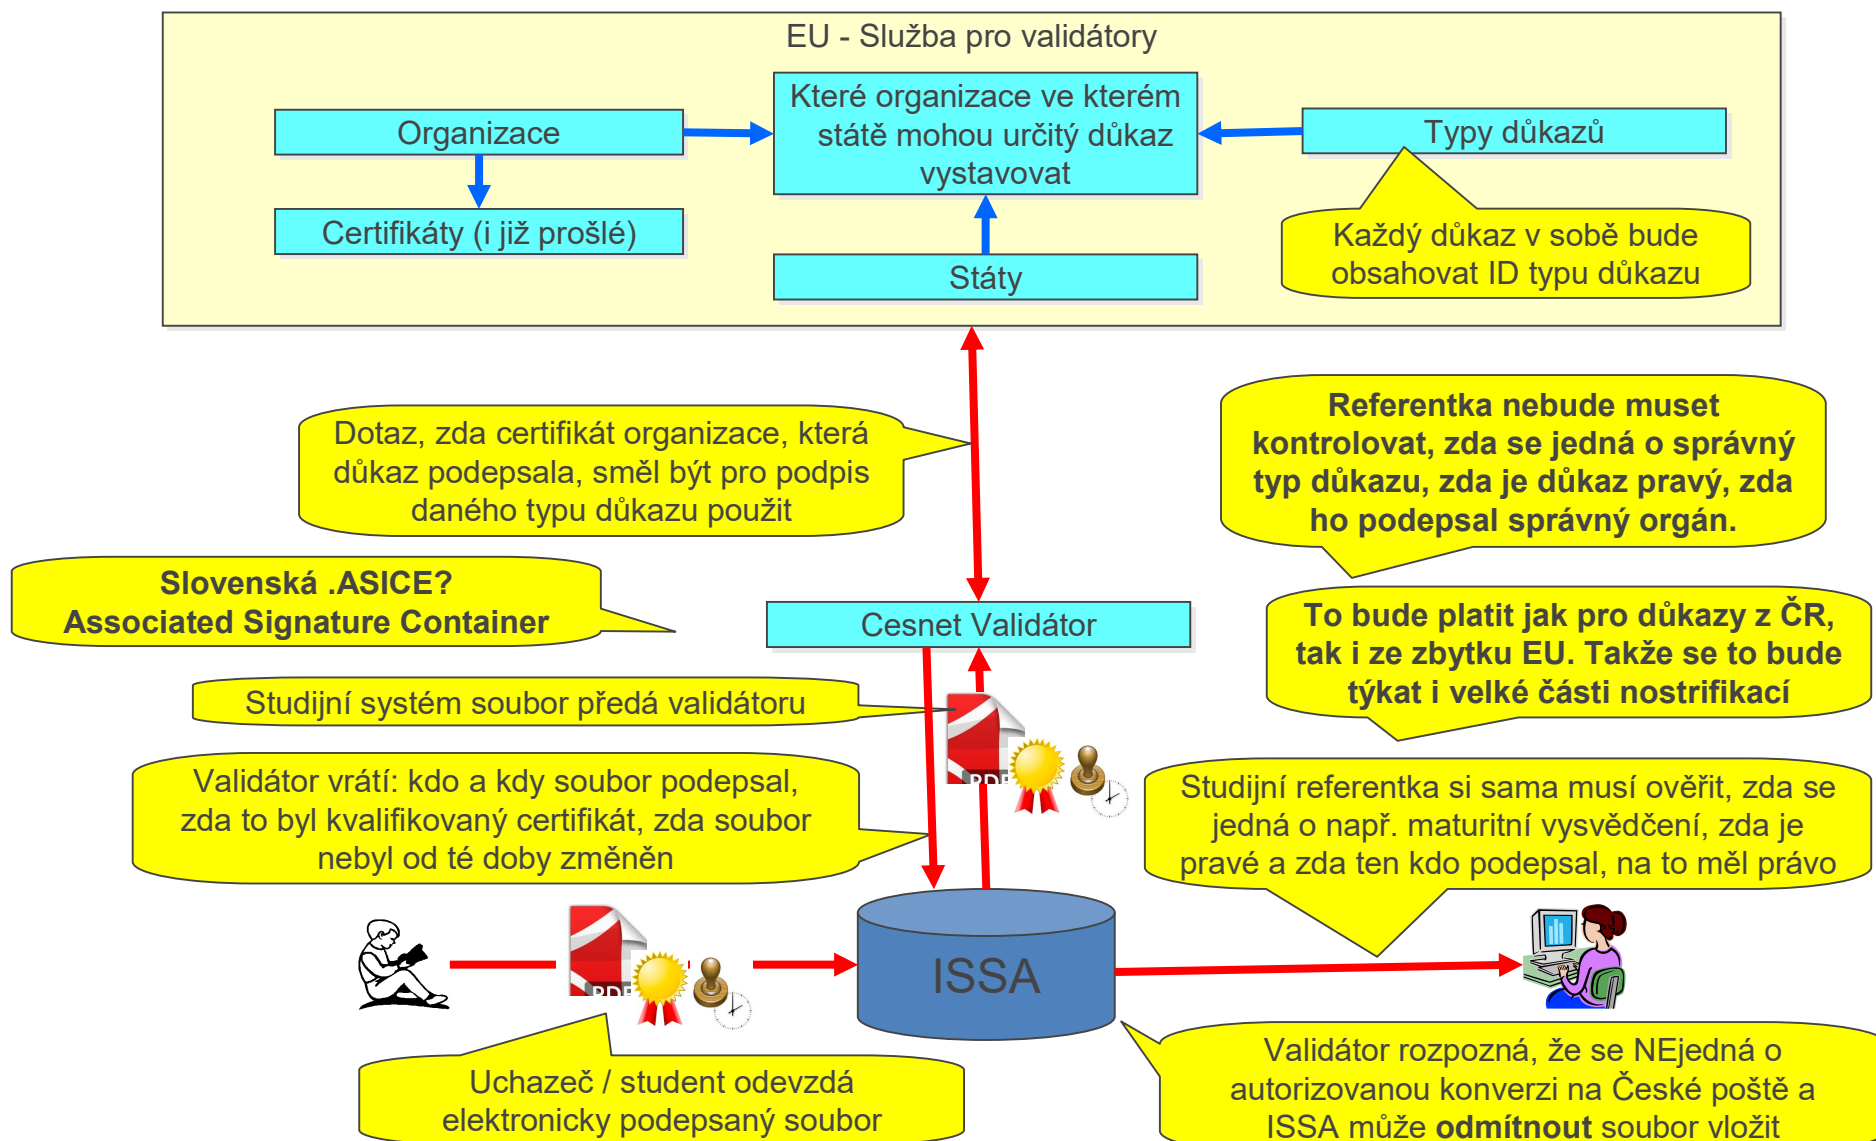 EU - Služba pro validátory
Organizace
Které organizace ve kterém
státě mohou určitý důkaz
vystavovat
Typy důkazů
Certifikáty (i již prošlé)
Státy
Každý důkaz v sobě bude
obsahovat ID typu důkazu
Dotaz, zda certifikát organizace, která
důkaz podepsala, směl být pro podpis
daného typu důkazu použit
Referentka nebude muset
kontrolovat, zda se jedná o správný
typ důkazu, zda je důkaz pravý, zda
ho podepsal správný orgán.
Slovenská .ASICE?
Associated Signature Container
Cesnet Validátor
To bude platit jak pro důkazy z ČR,
tak i ze zbytku EU. Takže se to bude
týkat i velké části nostrifikací
Studijní systém soubor předá validátoru
PDF
Validátor vrátí: kdo a kdy soubor podepsal,
zda to byl kvalifikovaný certifikát, zda soubor
nebyl od té doby změněn
Studijní referentka si sama musí ověřit, zda se
jedná o např. maturitní vysvědčení, zda je
pravé a zda ten kdo podepsal, na to měl právo
PDF
ISSA
Uchazeč / student odevzdá
elektronicky podepsaný soubor
Validátor rozpozná, že se NEjedná o
autorizovanou konverzi na České poště a
ISSA může odmítnout soubor vložit